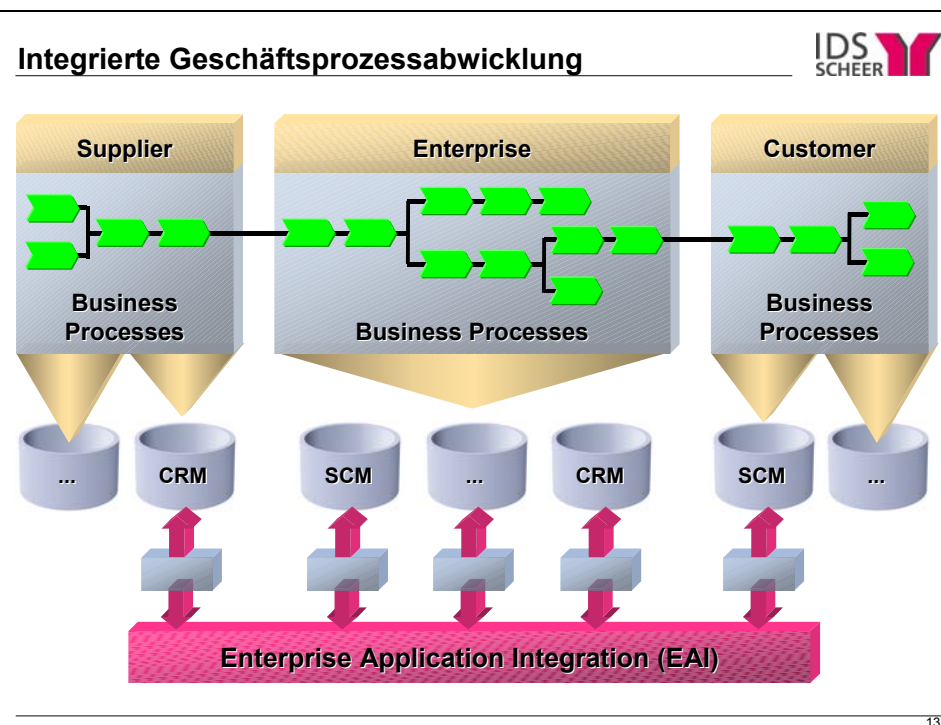 Integrierte Geschäftsprozessabwicklung
IDS
SCHEER
Supplier
Enterprise
Customer
Business
Processes
Business Processes
Business
Processes
...
CRM
SCM
...
CRM
SCM
...
Enterprise Application Integration (EAI)
13